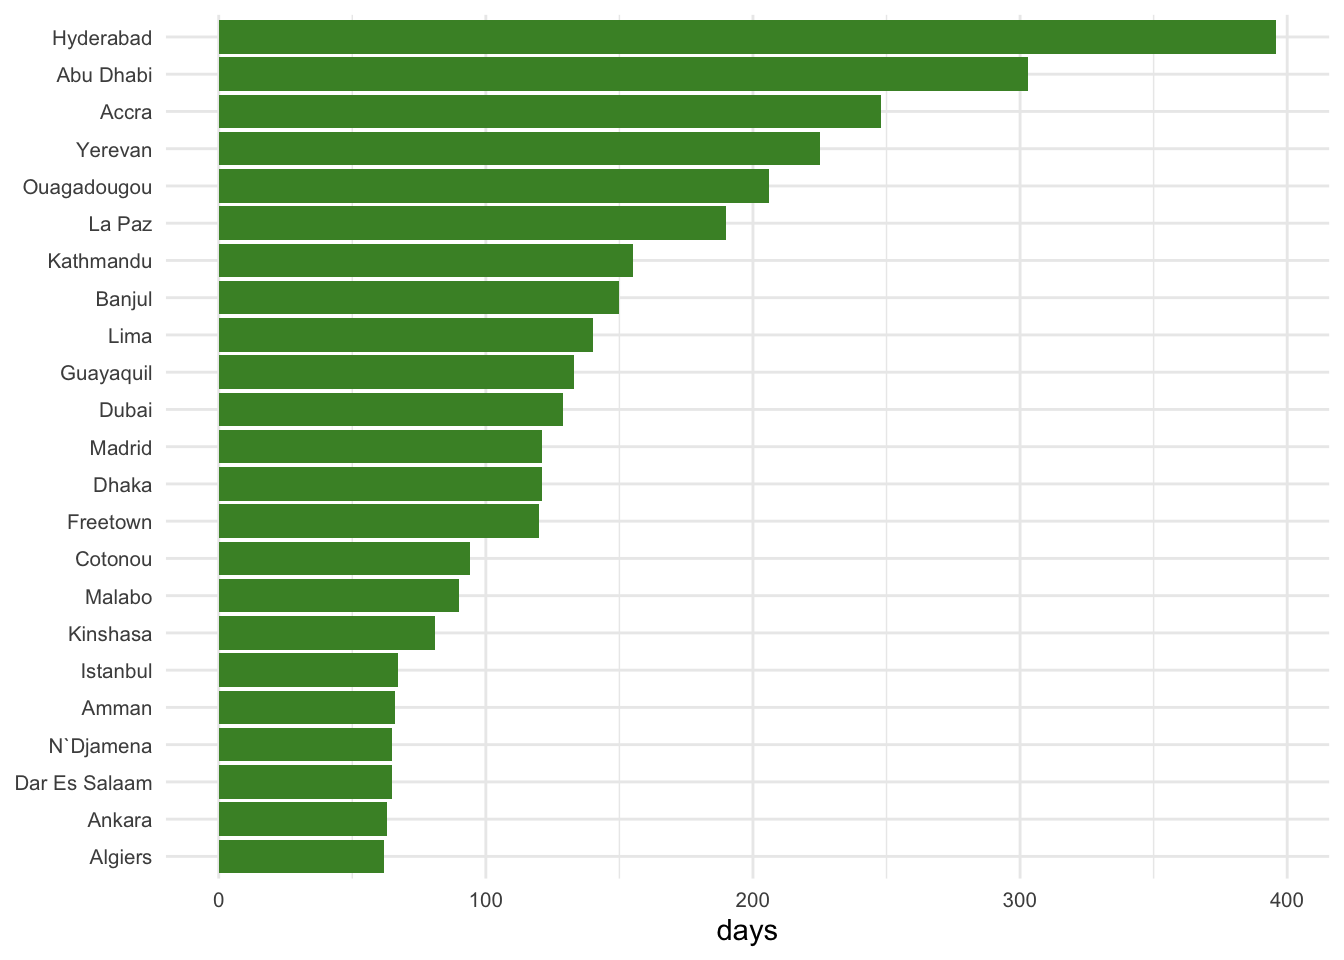 Hyderabad
Abu Dhabi
Accra
Yerevan
Ouagadougou
La Paz
Kathmandu
Banjul
Lima
Guayaquil
Dubai
Madrid
Dhaka
Freetown
Cotonou
Malabo
Kinshasa
Istanbul
Amman
N`Djamena
Dar Es Salaam
Ankara
Algiers
0 100 200 300 400
days